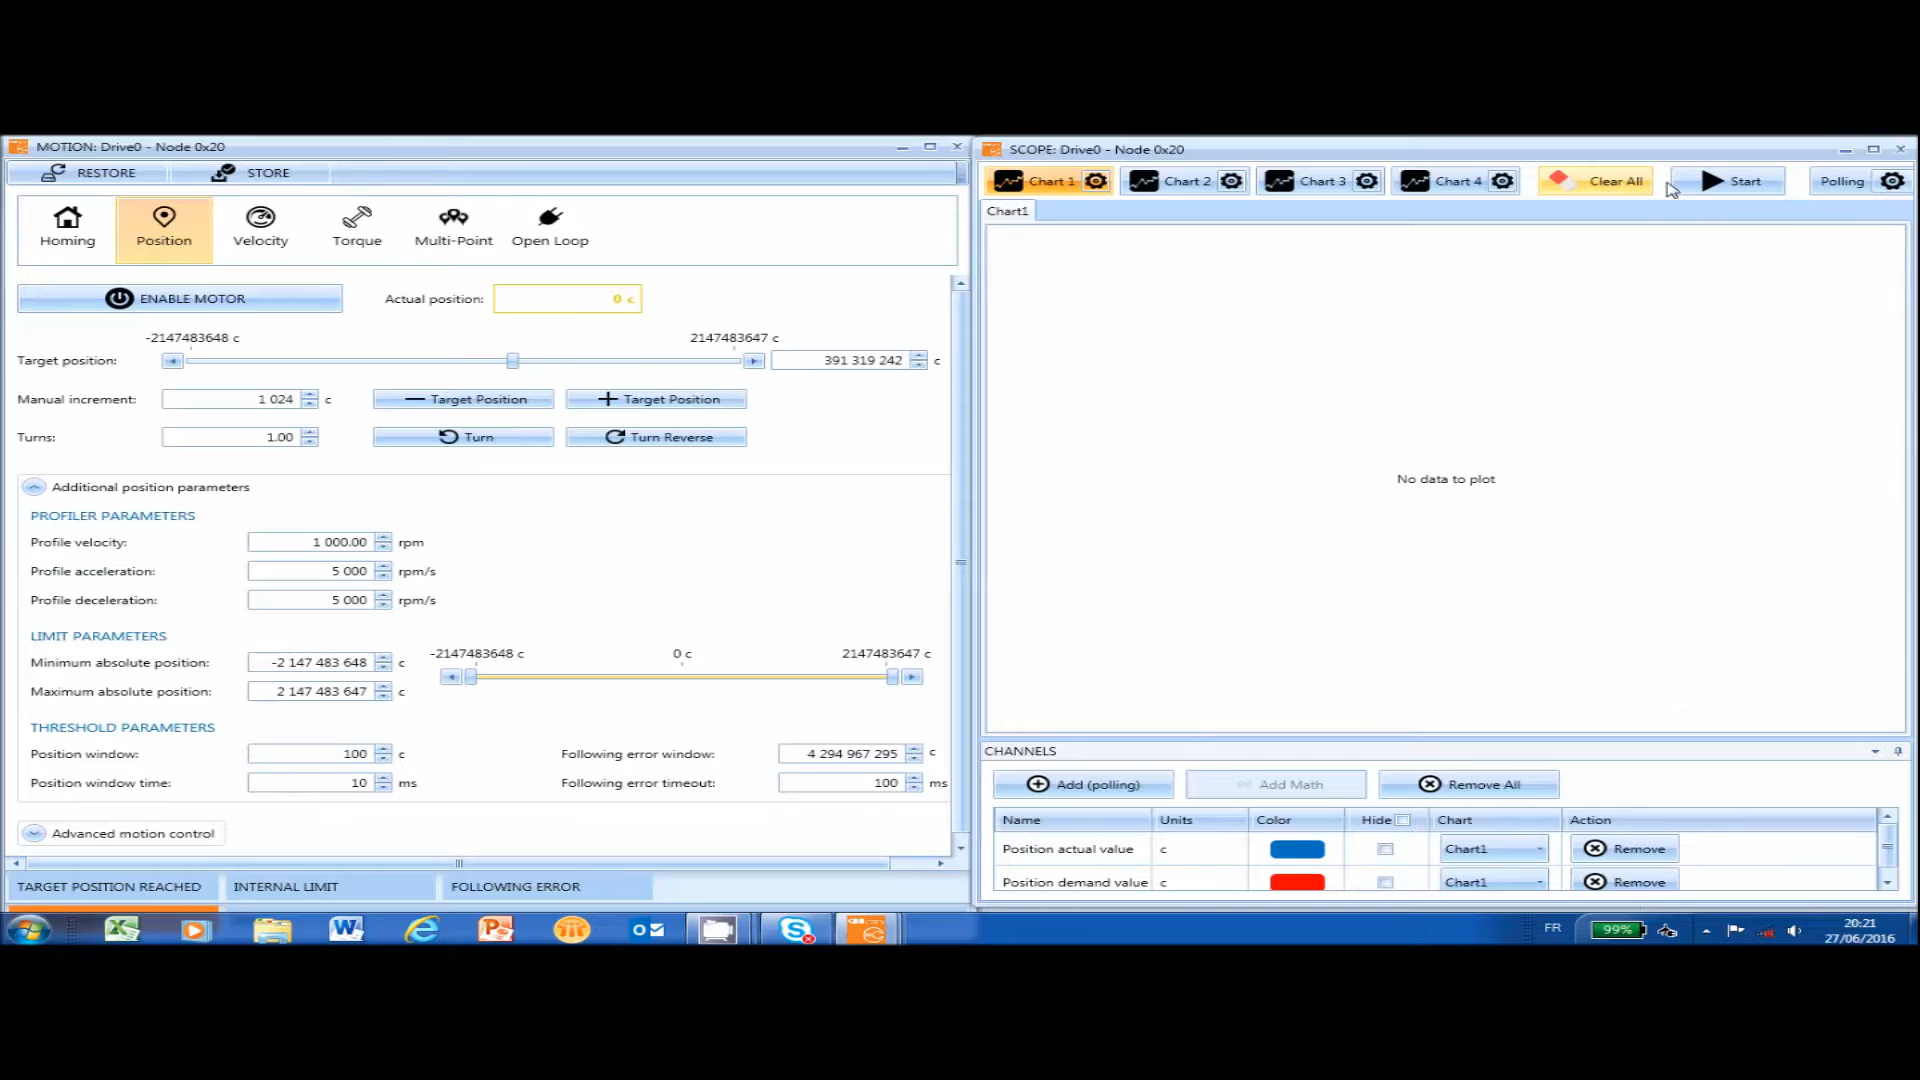 MOTION: Drive0 - Node 0x20
RESTORE STORE
Homing Position Velocity Torque Multi-Point Open Loop
ENABLE MOTOR Actual position: 0 c
-2147483648 c 2147483647 c
Target position: 391 319 242 c
Manual increment: 1 024 c Target Position Target Position
Turns: 1.00 Turn Turn Reverse
Additional position parameters
PROFILER PARAMETERS
Profile velocity: 1 000.00 rpm
Profile acceleration: 5 000 rpm/s
Profile deceleration: 5 000 rpm/s
LIMIT PARAMETERS
-2147483648 c 0 c 2147483647 c
Minimum absolute position: -2 147 483 648 c
Maximum absolute position: 2 147 483 647 c
THRESHOLD PARAMETERS
Position window: 100 c Following error window: 4 294 967 295 c
Position window time: 10 ms Following error timeout: 100 ms
Advanced motion control
TARGET POSITION REACHED INTERNAL LIMIT FOLLOWING ERROR
SCOPE: Drive0 - Node 0x20
Chart 1 Chart 2 Chart 3 Chart 4 Clear All Start Polling
Chart1
No data to plot
CHANNELS
Add (polling) Add Math Remove All
Name Units Color Hide Chart Action
Position actual value c Chart1 Remove
Position demand value c Chart1 Remove
FR 99% 20:21
27/06/2016